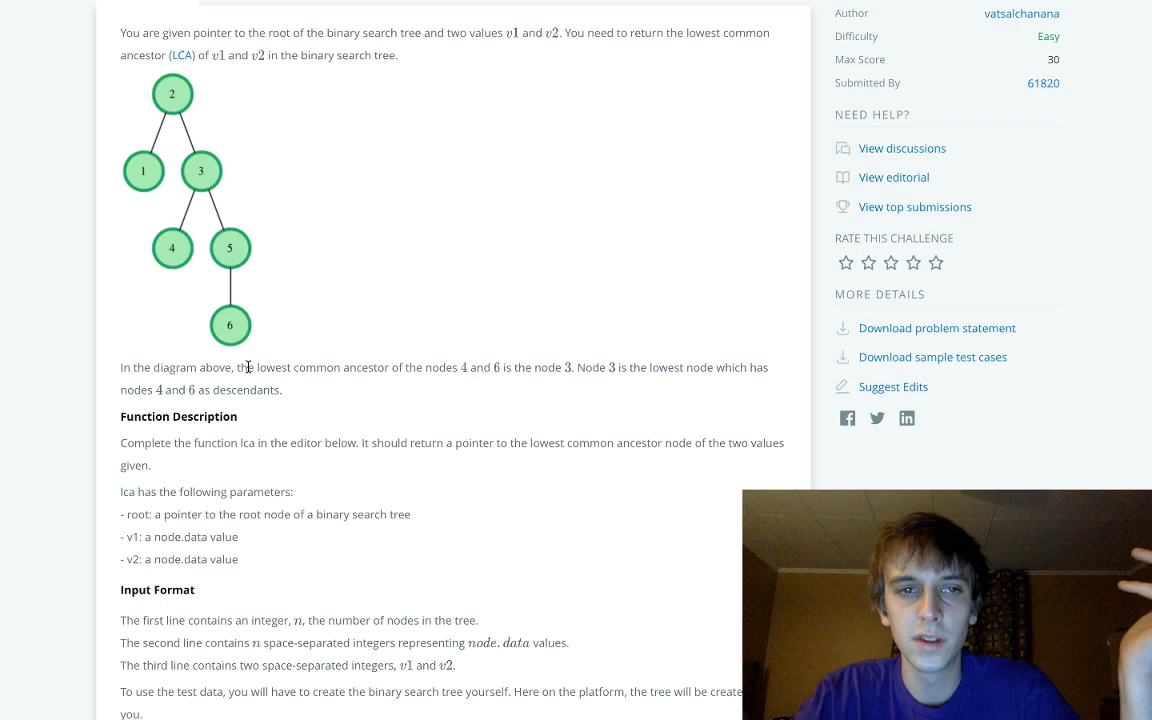 You are given pointer to the root of the binary search tree and two values v1 and v2. You need to return the lowest common
ancestor (LCA) of v1 and v2 in the binary search tree.
2
1
3
4
5
6
In the diagram above, the lowest common ancestor of the nodes 4 and 6 is the node 3. Node 3 is the lowest node which has
nodes 4 and 6 as descendants.
Function Description
Complete the function lca in the editor below. It should return a pointer to the lowest common ancestor node of the two values
given.
lca has the following parameters:
- root: a pointer to the root node of a binary search tree
- v1: a node.data value
- v2: a node.data value
Input Format
The first line contains an integer, n, the number of nodes in the tree.
The second line contains n space-separated integers representing node.data values.
The third line contains two space-separated integers, v1 and v2.
To use the test data, you will have to create the binary search tree yourself. Here on the platform, the tree will be create
you.
Author vatsalchanana
Difficulty Easy
Max Score 30
Submitted By 61820
NEED HELP?
View discussions
View editorial
View top submissions
RATE THIS CHALLENGE
MORE DETAILS
Download problem statement
Download sample test cases
Suggest Edits